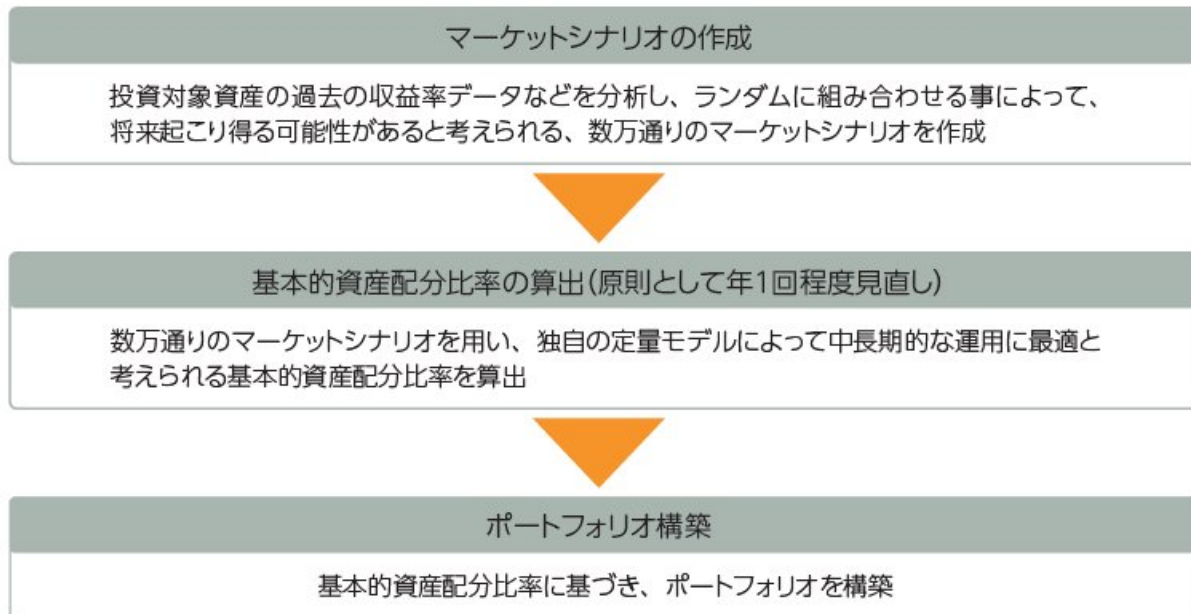 マーケットシナリオの作成
投資対象資産の過去の収益率データなどを分析し、ランダムに組み合わせる事によって、
将来起こり得る可能性があると考えられる、数万通りのマーケットシナリオを作成
基本的資産配分比率の算出(原則として年1回程度見直し)
数万通りのマーケットシナリオを用い、独自の定量モデルによって中長期的な運用に最適と
考えられる基本的資産配分比率を算出
ポートフォリオ構築
基本的資産配分比率に基づき、ポートフォリオを構築